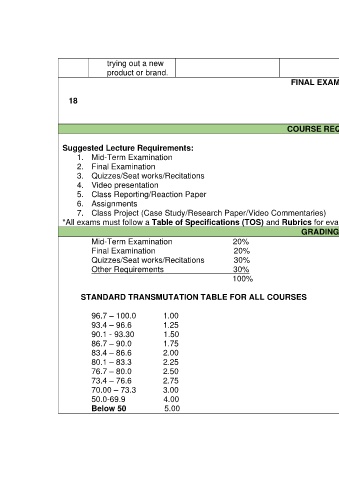 trying out a new
product or brand.
FINAL EXAM
18
COURSE REQ
Suggested Lecture Requirements:
1. Mid-Term Examination
2. Final Examination
3. Quizzes/Seat works/Recitations
4. Video presentation
5. Class Reporting/Reaction Paper
6. Assignments
7. Class Project (Case Study/Research Paper/Video Commentaries)
*All exams must follow a Table of Specifications (TOS) and Rubrics for eva
GRADING
Mid-Term Examination 20%
Final Examination 20%
Quizzes/Seat works/Recitations 30%
Other Requirements 30%
100%
STANDARD TRANSMUTATION TABLE FOR ALL COURSES
96.7 – 100.0 1.00
93.4 – 96.6 1.25
90.1 - 93.30 1.50
86.7 – 90.0 1.75
83.4 – 86.6 2.00
80.1 – 83.3 2.25
76.7 – 80.0 2.50
73.4 – 76.6 2.75
70.00 – 73.3 3.00
50.0-69.9 4.00
Below 50 5.00